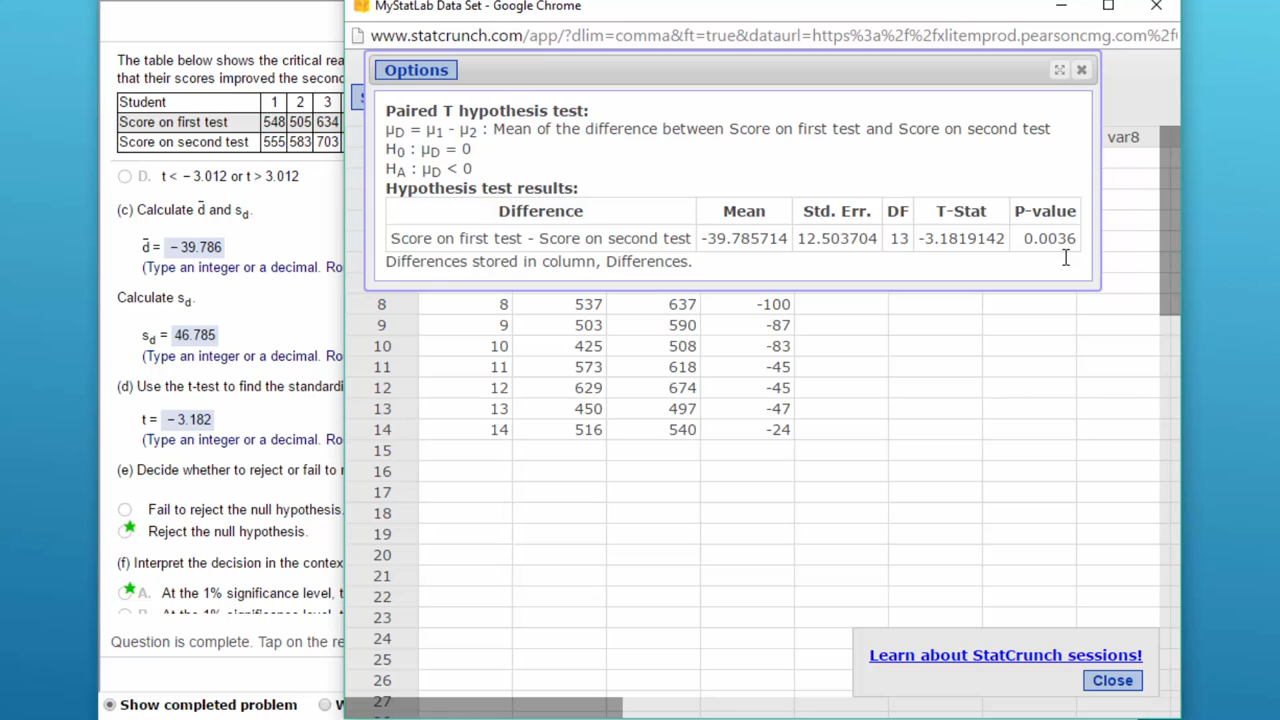 MyStatLab Data Set - Google Chrome
www.statcrunch.com/app/?dlim=comma&ft=true&dataurl=https%3a%2f%2fxlitemprod.pearsoncmg.com%2f
The table below shows the critical rea
that their scores improved the second
Student 1 2 3
Score on first test 548 505 634
Score on second test 555 583 703
D. t < − 3.012 or t > 3.012
(c) Calculate d̄ and s_d.
d̄ = − 39.786
(Type an integer or a decimal. Ro
Calculate s_d.
s_d = 46.785
(Type an integer or a decimal. Ro
(d) Use the t-test to find the standardi
t = − 3.182
(Type an integer or a decimal. Ro
(e) Decide whether to reject or fail to r
Fail to reject the null hypothesis.
Reject the null hypothesis.
(f) Interpret the decision in the contex
A. At the 1% significance level, t
Question is complete. Tap on the re
Show completed problem W
Options
Paired T hypothesis test:
μD = μ1 - μ2 : Mean of the difference between Score on first test and Score on second test
H0 : μD = 0
HA : μD < 0
Hypothesis test results:
Difference Mean Std. Err. DF T-Stat P-value
Score on first test - Score on second test -39.785714 12.503704 13 -3.1819142 0.0036
Differences stored in column, Differences.
var8
8 8 537 637 -100
9 9 503 590 -87
10 10 425 508 -83
11 11 573 618 -45
12 12 629 674 -45
13 13 450 497 -47
14 14 516 540 -24
15
16
17
18
19
20
21
22
23
24
25
26
27
Learn about StatCrunch sessions!
Close